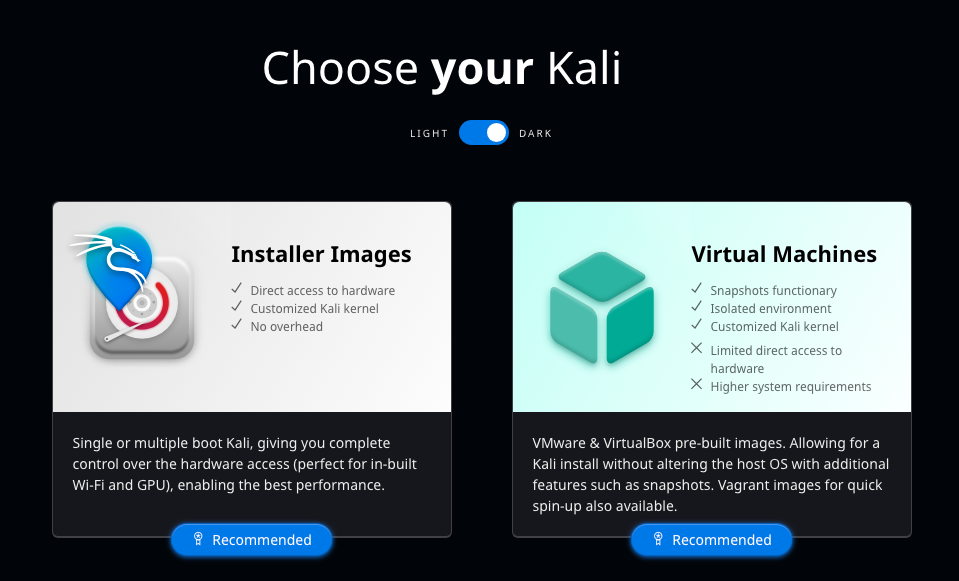 Choose your Kali
LIGHT DARK
Installer Images
Direct access to hardware
Customized Kali kernel
No overhead
Single or multiple boot Kali, giving you complete
control over the hardware access (perfect for in-built
Wi-Fi and GPU), enabling the best performance.
Recommended
Virtual Machines
Snapshots functionary
Isolated environment
Customized Kali kernel
Limited direct access to
hardware
Higher system requirements
VMware & VirtualBox pre-built images. Allowing for a
Kali install without altering the host OS with additional
features such as snapshots. Vagrant images for quick
spin-up also available.
Recommended